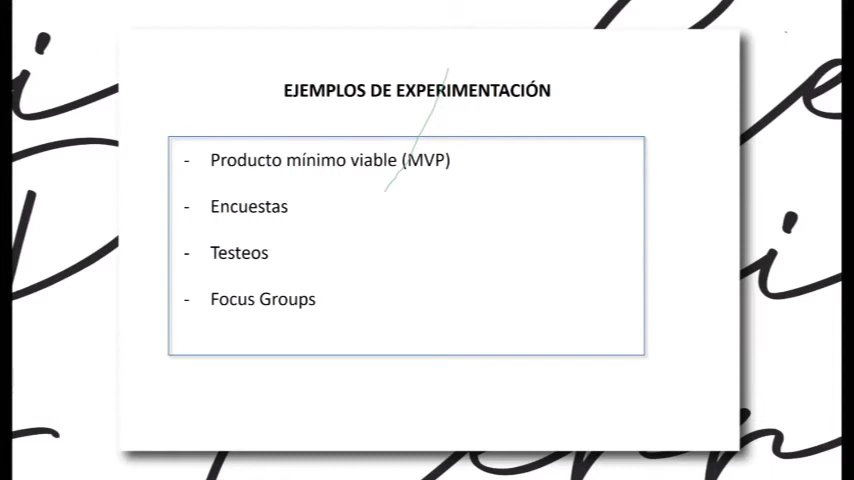 EJEMPLOS DE EXPERIMENTACIÓN
- Producto mínimo viable (MVP)
- Encuestas
- Testeos
- Focus Groups